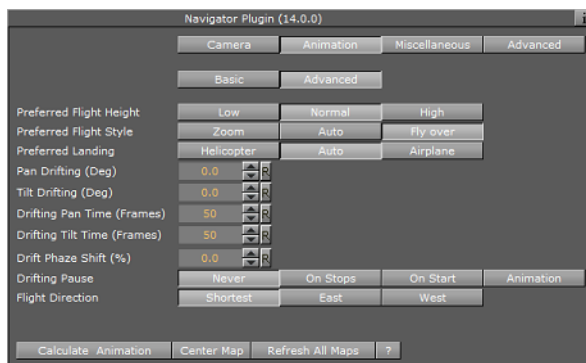 Navigator Plugin (14.0.0)
Camera Animation Miscellaneous Advanced
Basic Advanced
Preferred Flight Height Low Normal High
Preferred Flight Style Zoom Auto Fly over
Preferred Landing Helicopter Auto Airplane
Pan Drifting (Deg) 0.0 R
Tilt Drifting (Deg) 0.0 R
Drifting Pan Time (Frames) 50 R
Drifting Tilt Time (Frames) 50 R
Drift Phaze Shift (%) 0.0 R
Drifting Pause Never On Stops On Start Animation
Flight Direction Shortest East West
Calculate Animation Center Map Refresh All Maps ?